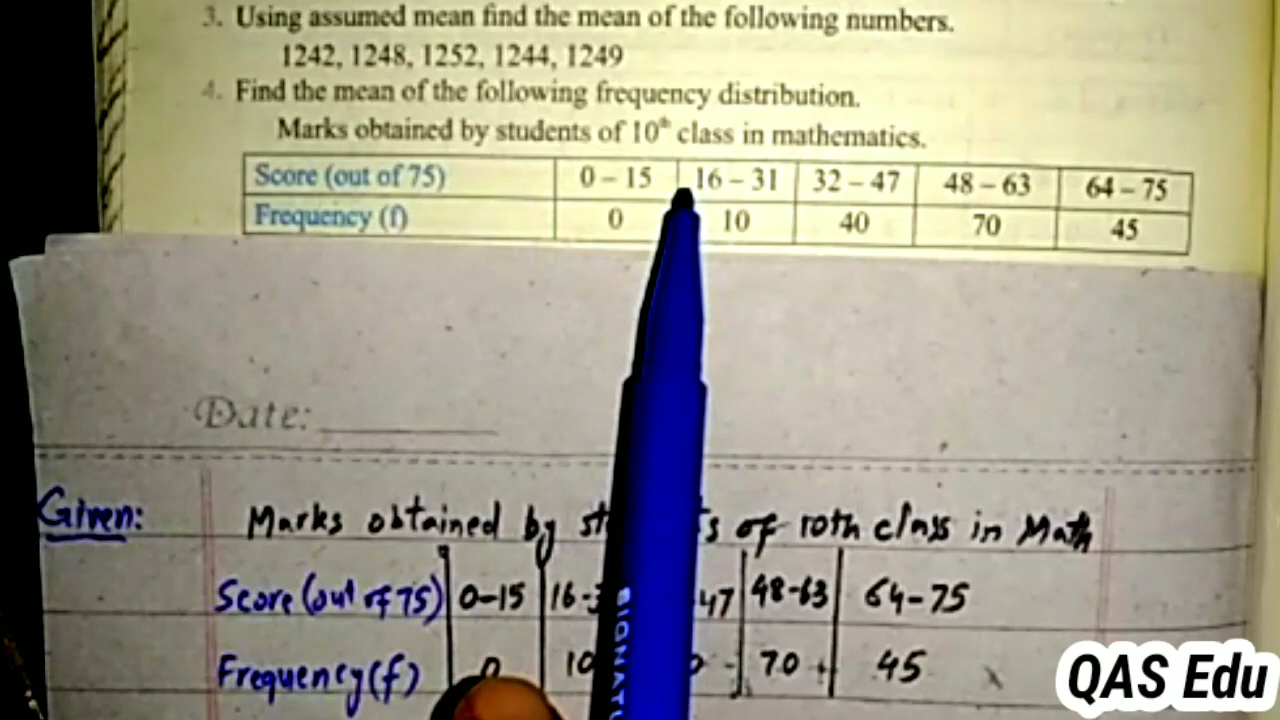 3. Using assumed mean find the mean of the following numbers.
1242, 1248, 1252, 1244, 1249
4. Find the mean of the following frequency distribution.
Marks obtained by students of 10th class in mathematics.
Score (out of 75) 0 – 15 16 – 31 32 – 47 48 – 63 64 – 75
Frequency (f) 0 10 40 70 45
Date:
Given: Marks obtained by of 10th class in Math
Score (out of 75) 0-15 16- 47 48-63 64-75
Frequency (f) 10 70 45
QAS Edu